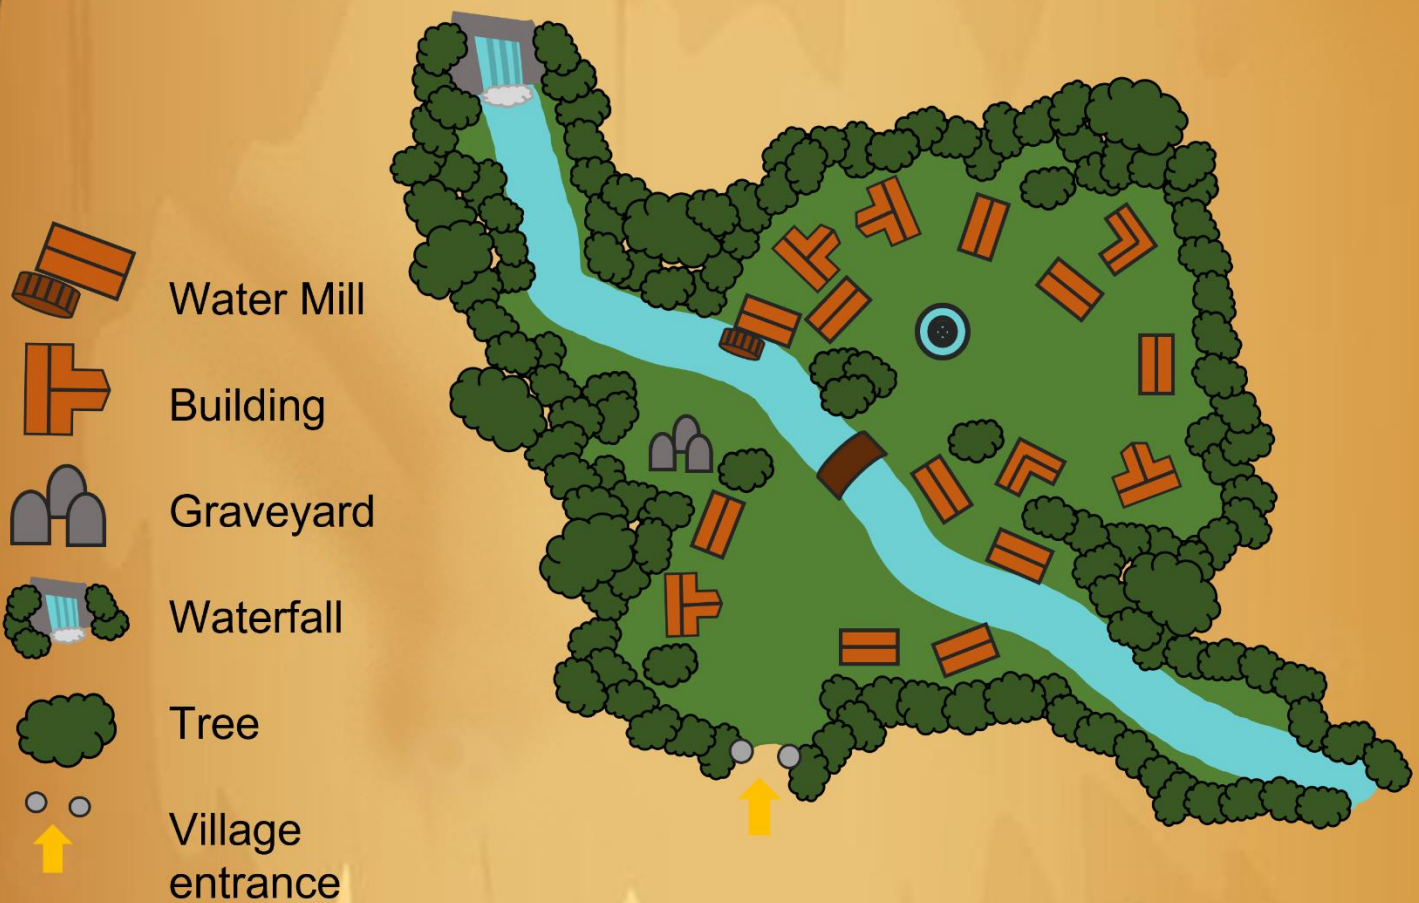 Water Mill
Building
Graveyard
Waterfall
Tree
Village
entrance